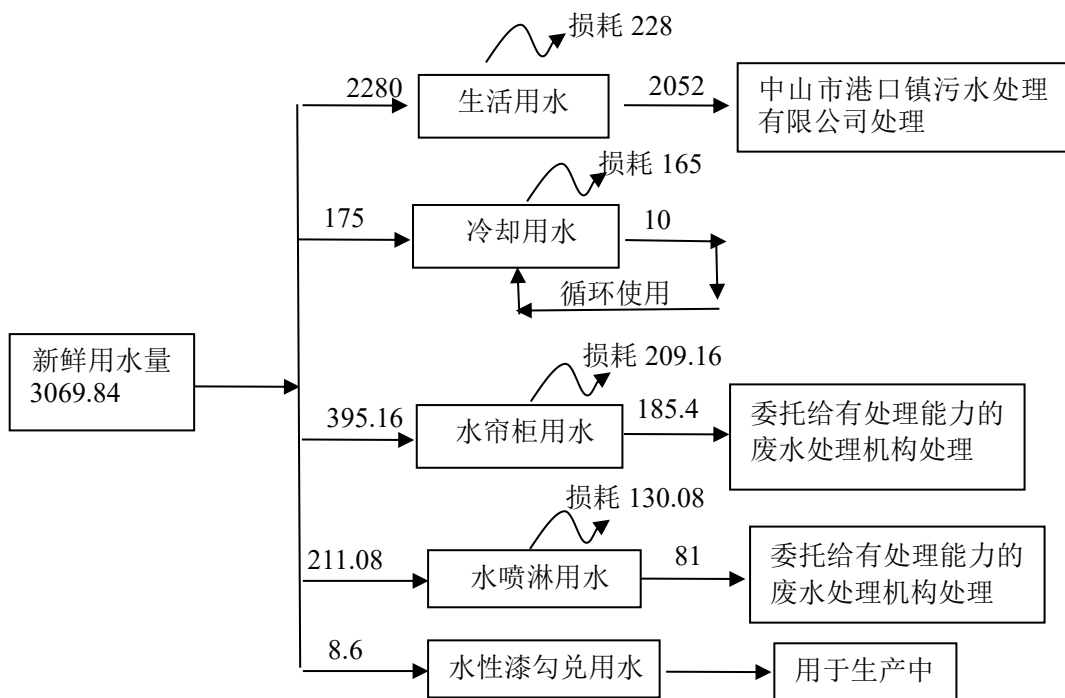 损耗 228
2280
生活用水
2052
中山市港口镇污水处理
有限公司处理
损耗 165
175
冷却用水
10
循环使用
新鲜用水量
3069.84
损耗 209.16
395.16
水帘柜用水
185.4
委托给有处理能力的
废水处理机构处理
损耗 130.08
211.08
水喷淋用水
81
委托给有处理能力的
废水处理机构处理
8.6
水性漆勾兑用水
用于生产中